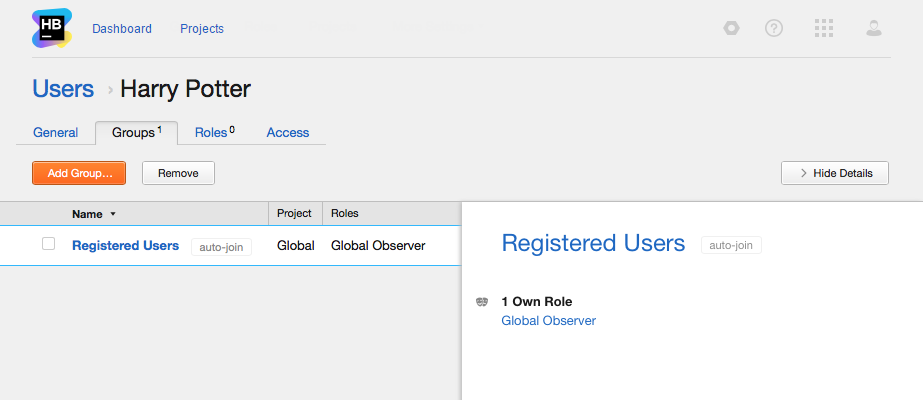 HB
Dashboard Projects
Users › Harry Potter
General Groups 1 Roles 0 Access
Add Group... Remove > Hide Details
Name Project Roles
Registered Users auto-join Global Global Observer
Registered Users auto-join
1 Own Role
Global Observer